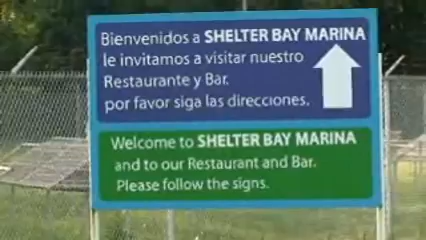 Bienvenidos a SHELTER BAY MARINA
le invitamos a visitar nuestro
Restaurante y Bar.
por favor siga las direcciones.
Welcome to SHELTER BAY MARINA
and to our Restaurant and Bar.
Please follow the signs.